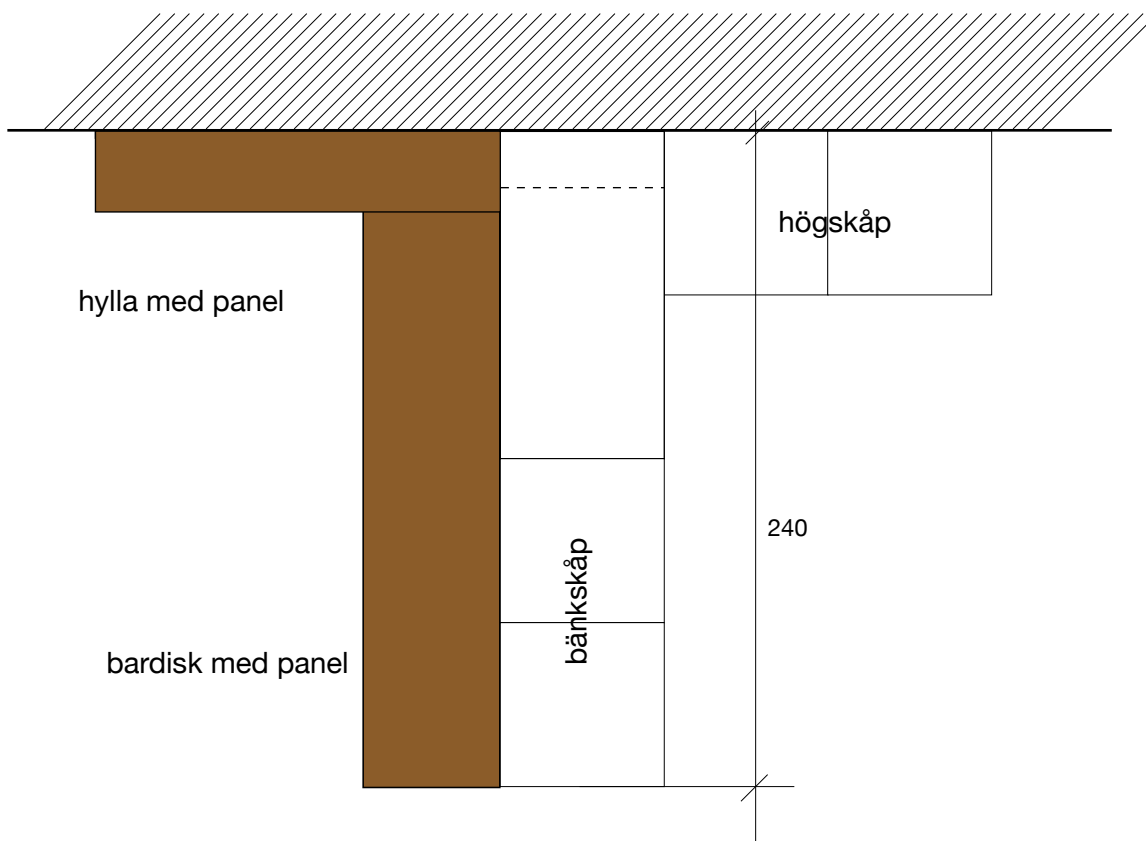 högskåp
hylla med panel
240
bänkskåp
bardisk med panel